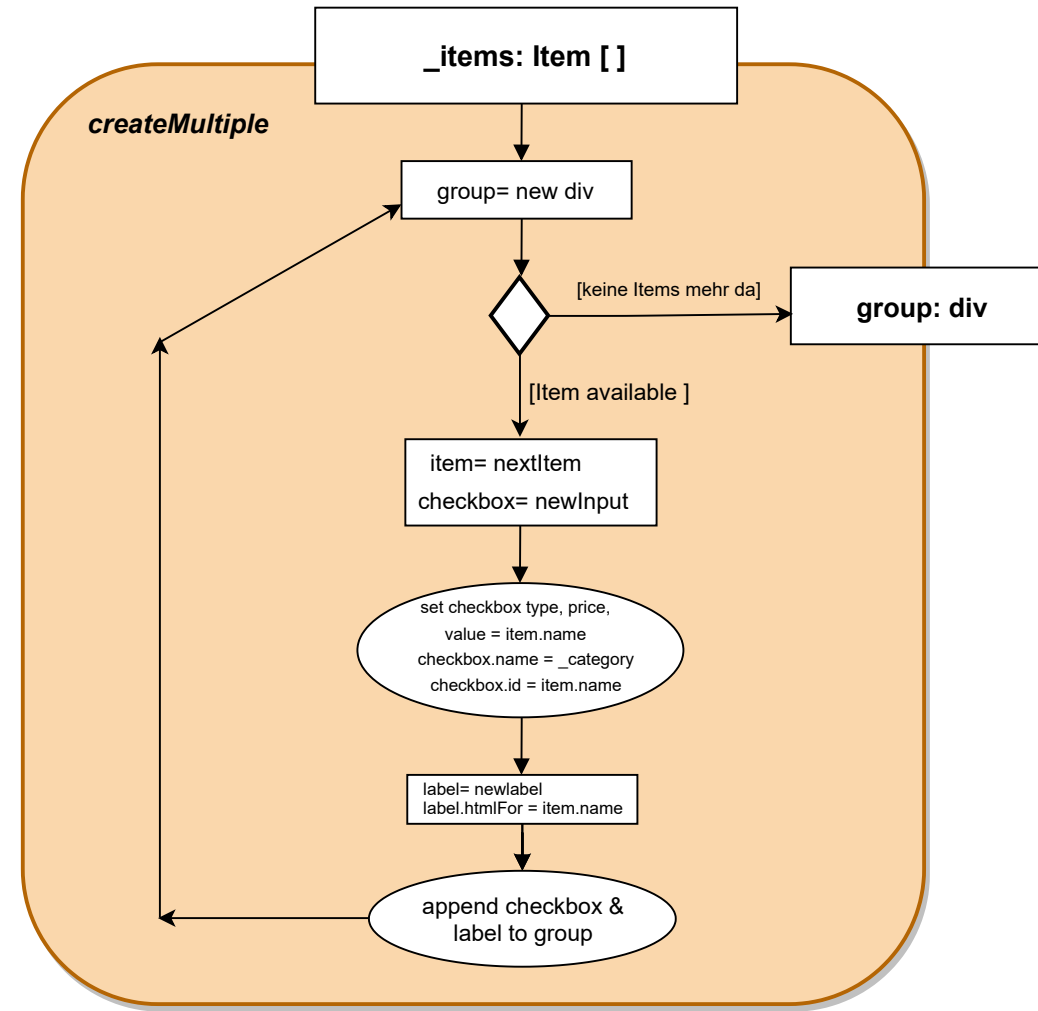 _items: Item [ ]
createMultiple
group= new div
[keine Items mehr da]
group: div
[Item available ]
item= nextItem
checkbox= newInput
set checkbox type, price,
value = item.name
checkbox.name = _category
checkbox.id = item.name
label= newlabel
label.htmlFor = item.name
append checkbox &
label to group